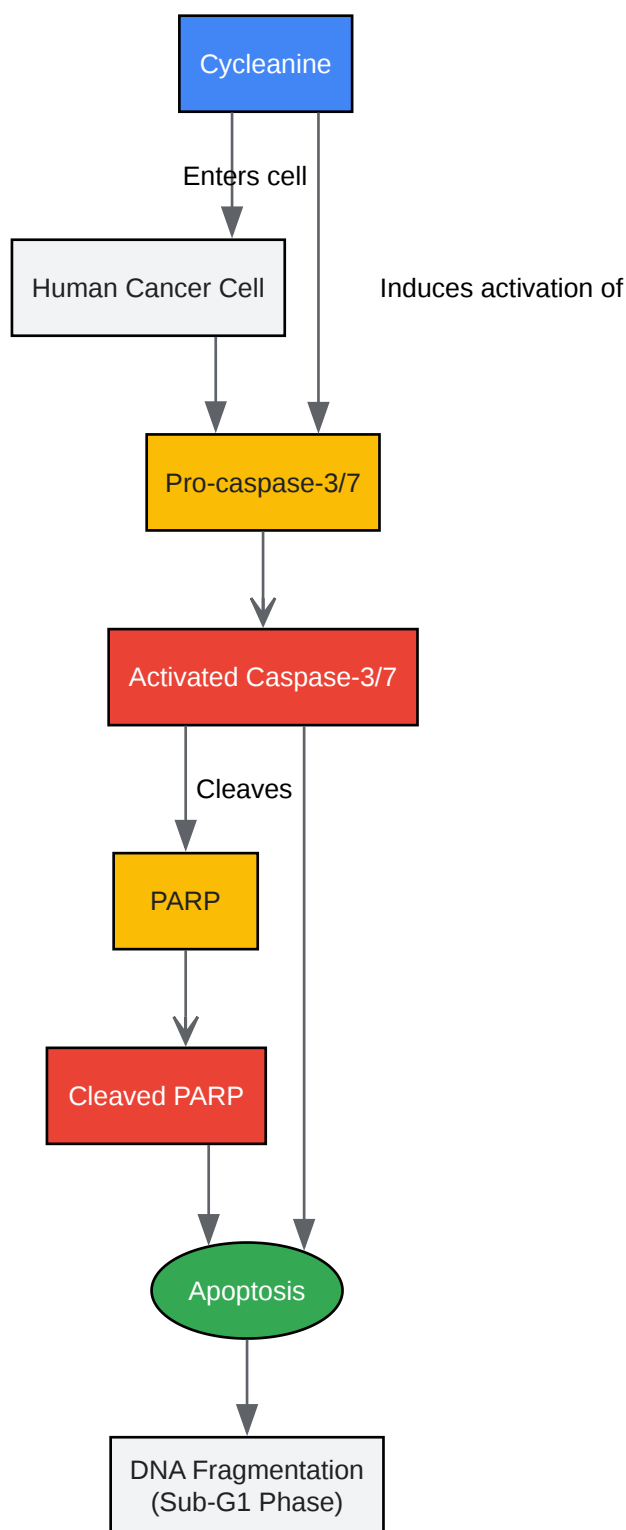 Cycleanine
Enters cell
Human Cancer Cell
Induces activation of
Pro-caspase-3/7
Activated Caspase-3/7
Cleaves
PARP
Cleaved PARP
Apoptosis
DNA Fragmentation
(Sub-G1 Phase)